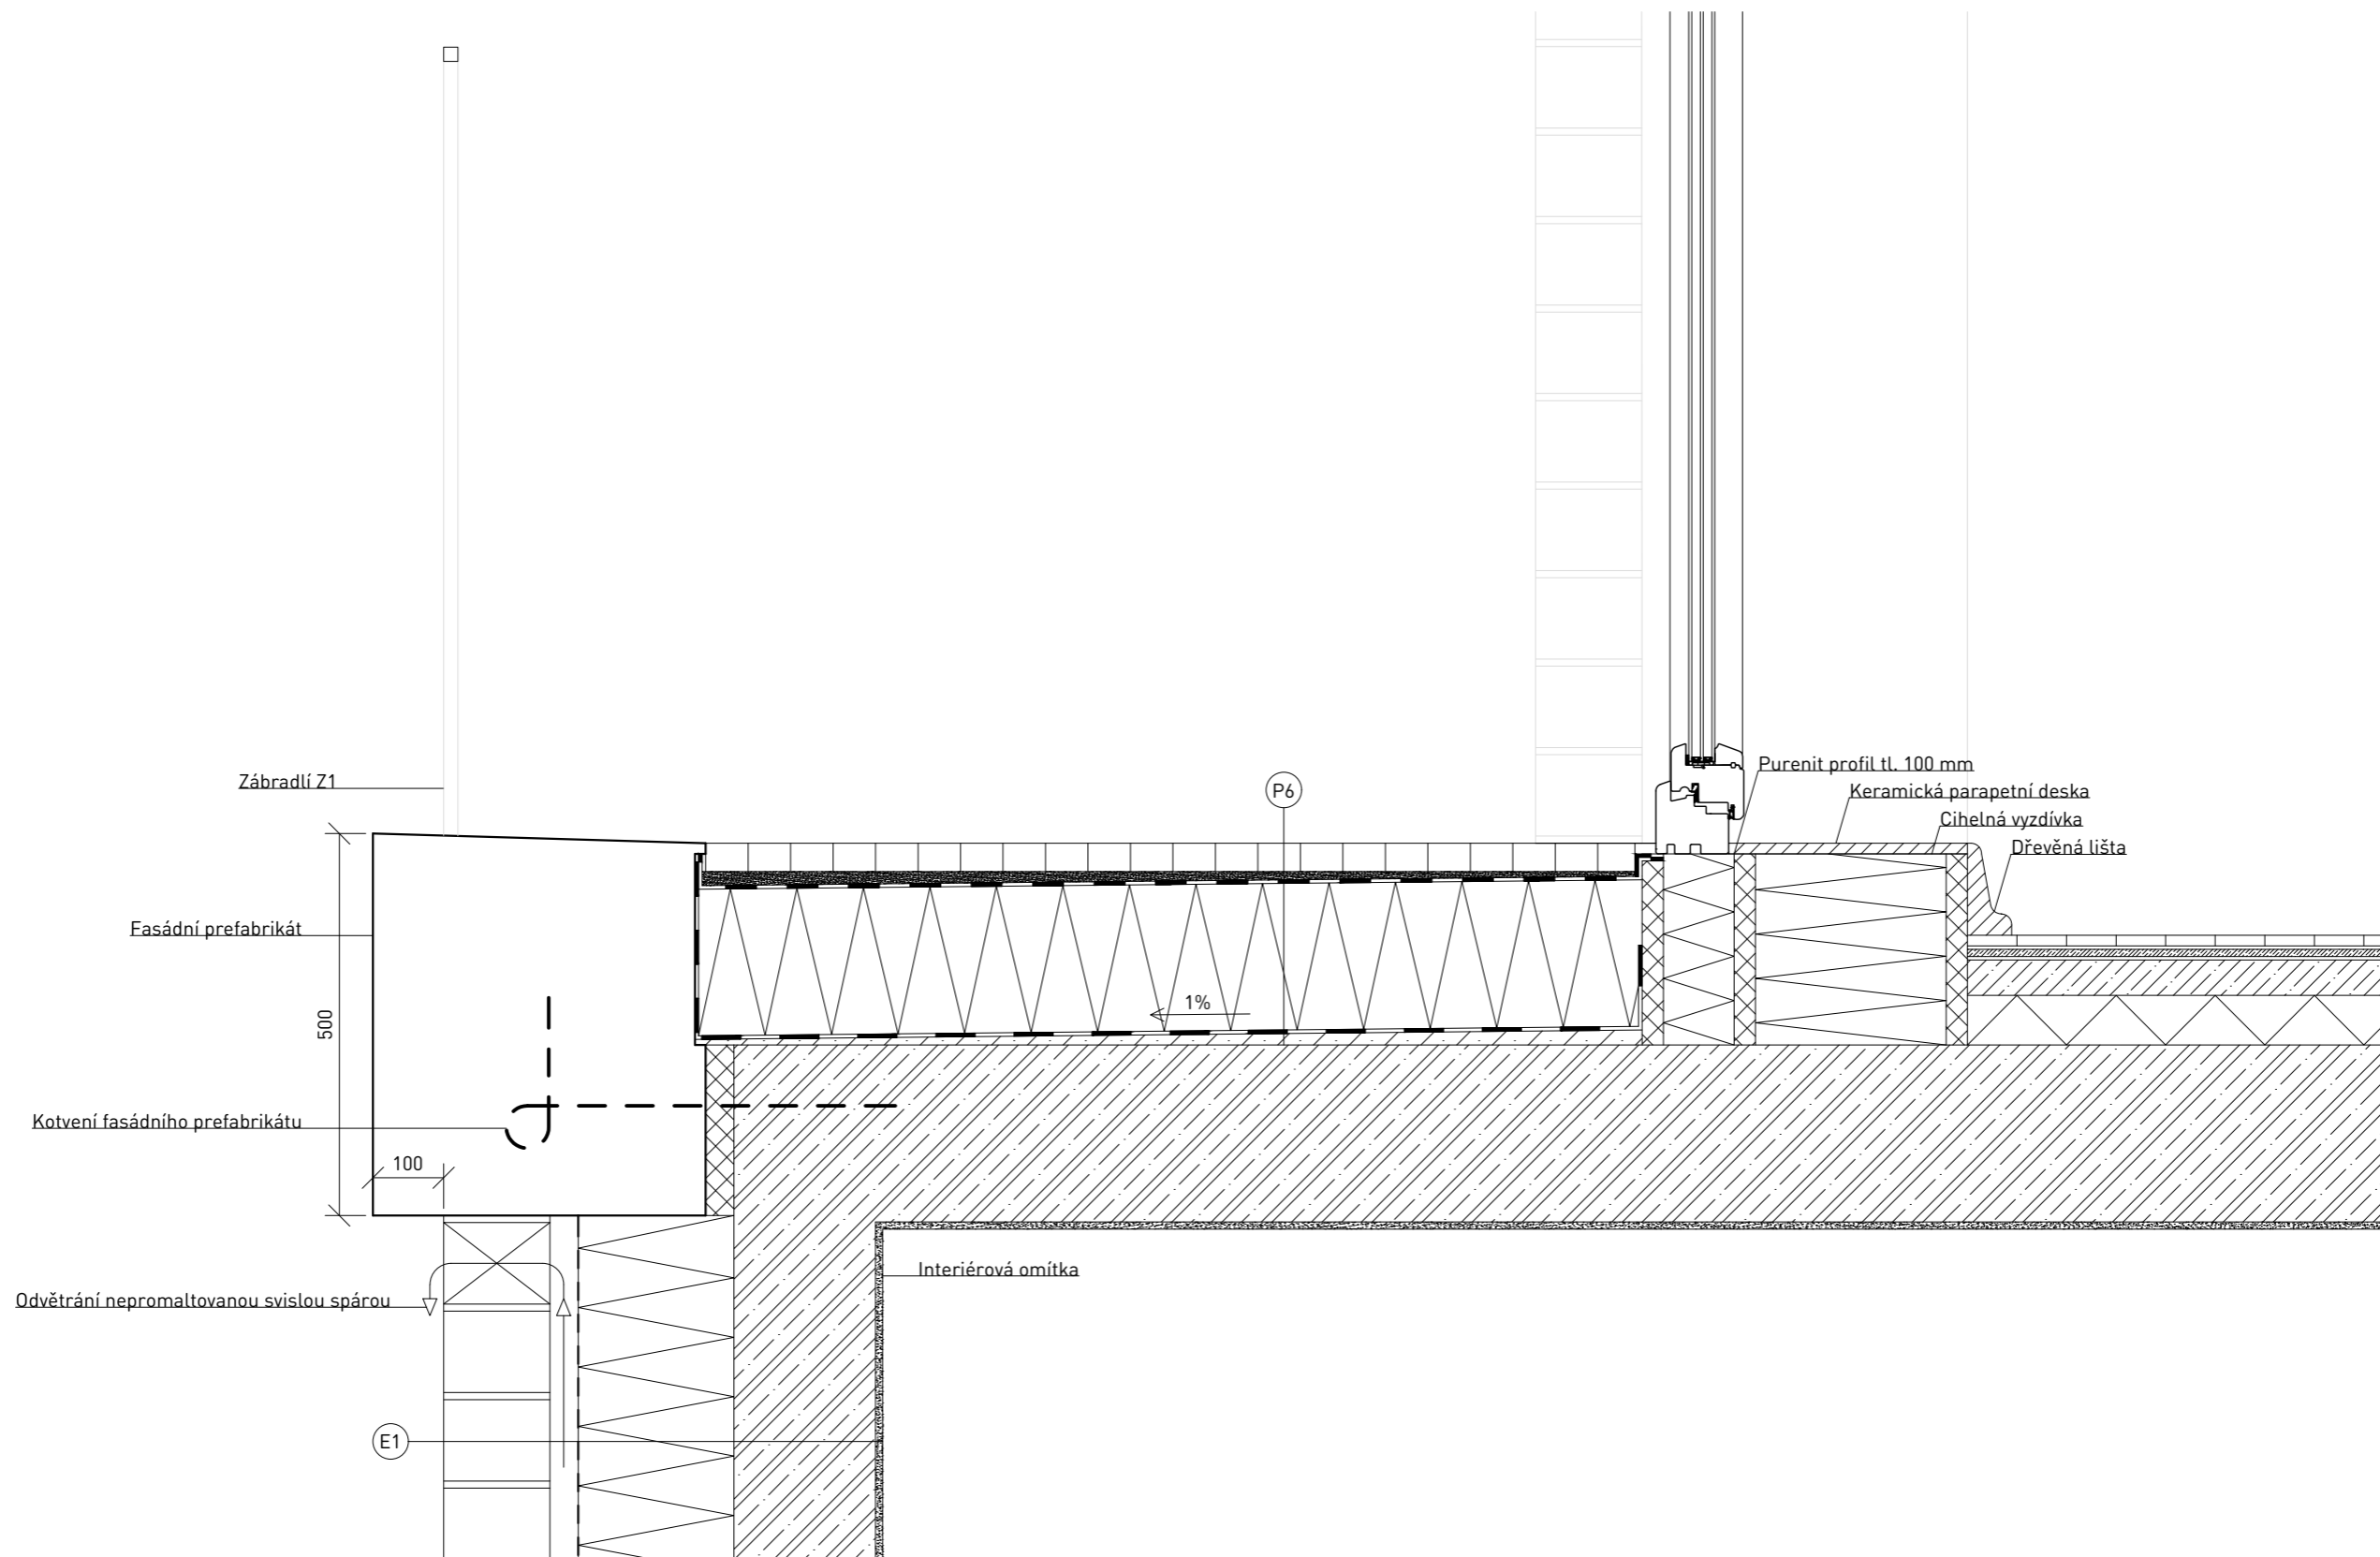 Zábradlí Z1
P6
Purenit profil tl. 100 mm
Keramická parapetní deska
Cihelná vyzdívka
Dřevěná lišta
Fasádní prefabrikát
500
1%
Kotvení fasádního prefabrikátu
100
Interiérová omítka
Odvětrání nepromaltovanou svislou spárou
E1